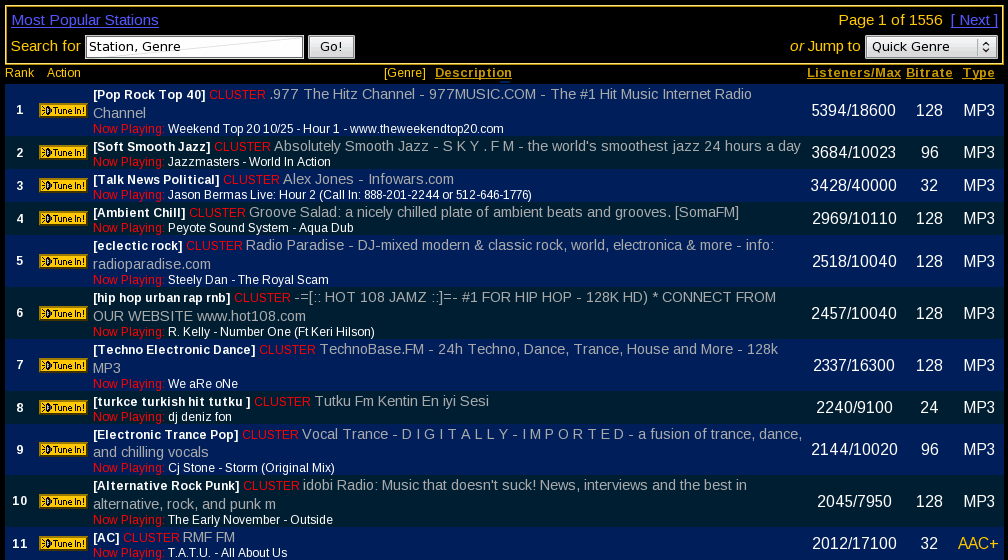 Most Popular Stations Page 1 of 1556 [ Next ]
Search for Station, Genre Go! or Jump to Quick Genre
Rank Action [Genre] Description Listeners/Max Bitrate Type
1 Tune In! [Pop Rock Top 40] CLUSTER .977 The Hitz Channel - 977MUSIC.COM - The #1 Hit Music Internet Radio 5394/18600 128 MP3
Channel
Now Playing: Weekend Top 20 10/25 - Hour 1 - www.theweekendtop20.com
2 Tune In! [Soft Smooth Jazz] CLUSTER Absolutely Smooth Jazz - S K Y . F M - the world's smoothest jazz 24 hours a day 3684/10023 96 MP3
Now Playing: Jazzmasters - World In Action
3 Tune In! [Talk News Political] CLUSTER Alex Jones - Infowars.com 3428/40000 32 MP3
Now Playing: Jason Bermas Live: Hour 2 (Call In: 888-201-2244 or 512-646-1776)
4 Tune In! [Ambient Chill] CLUSTER Groove Salad: a nicely chilled plate of ambient beats and grooves. [SomaFM] 2969/10110 128 MP3
Now Playing: Peyote Sound System - Aqua Dub
5 Tune In! [eclectic rock] CLUSTER Radio Paradise - DJ-mixed modern & classic rock, world, electronica & more - info: 2518/10040 128 MP3
radioparadise.com
Now Playing: Steely Dan - The Royal Scam
6 Tune In! [hip hop urban rap rnb] CLUSTER -=[:: HOT 108 JAMZ ::]=- #1 FOR HIP HOP - 128K HD) * CONNECT FROM 2457/10040 128 MP3
OUR WEBSITE www.hot108.com
Now Playing: R. Kelly - Number One (Ft Keri Hilson)
7 Tune In! [Techno Electronic Dance] CLUSTER TechnoBase.FM - 24h Techno, Dance, Trance, House and More - 128k 2337/16300 128 MP3
MP3
Now Playing: We aRe oNe
8 Tune In! [turkce turkish hit tutku ] CLUSTER Tutku Fm Kentin En iyi Sesi 2240/9100 24 MP3
Now Playing: dj deniz fon
9 Tune In! [Electronic Trance Pop] CLUSTER Vocal Trance - D I G I T A L L Y - I M P O R T E D - a fusion of trance, dance, 2144/10020 96 MP3
and chilling vocals
Now Playing: Cj Stone - Storm (Original Mix)
10 Tune In! [Alternative Rock Punk] CLUSTER idobi Radio: Music that doesn't suck! News, interviews and the best in 2045/7950 128 MP3
alternative, rock, and punk m
Now Playing: The Early November - Outside
11 Tune In! [AC] CLUSTER RMF FM 2012/17100 32 AAC+
Now Playing: T.A.T.U. - All About Us